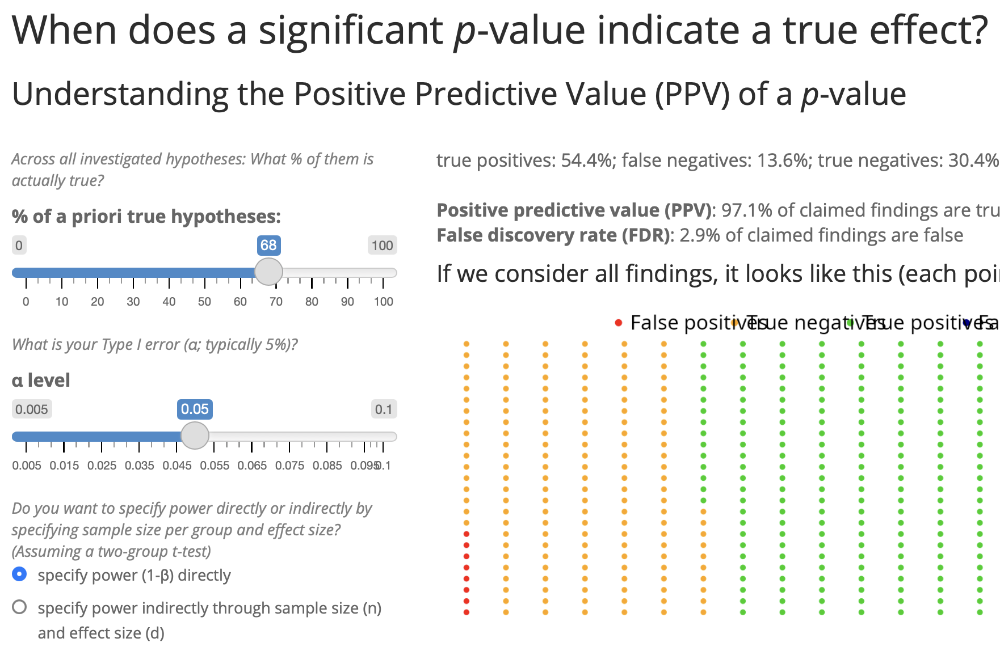 When does a significant p-value indicate a true effect?
Understanding the Positive Predictive Value (PPV) of a p-value
Across all investigated hypotheses: What % of them is
actually true?
% of a priori true hypotheses:
0 68 100
0 10 20 30 40 50 60 70 80 90 100
What is your Type I error (α; typically 5%)?
α level
0.005 0.05 0.1
0.005 0.015 0.025 0.035 0.045 0.055 0.065 0.075 0.085 0.095 0.1
Do you want to specify power directly or indirectly by
specifying sample size per group and effect size?
(Assuming a two-group t-test)
specify power (1-β) directly
specify power indirectly through sample size (n)
and effect size (d)
true positives: 54.4%; false negatives: 13.6%; true negatives: 30.4%
Positive predictive value (PPV): 97.1% of claimed findings are tru
False discovery rate (FDR): 2.9% of claimed findings are false
If we consider all findings, it looks like this (each poi
False positives True negatives True positives Fa